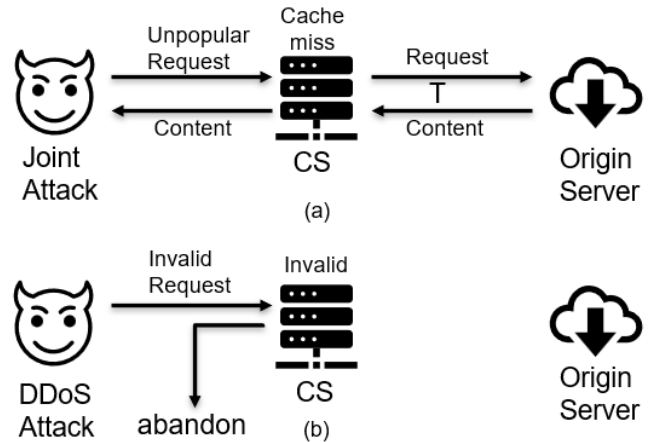 Cache
miss
Unpopular
Request
Request
T
Content
Content
Joint
Attack
CS
Origin
Server
(a)
Invalid
Request
Invalid
DDoS
Attack
abandon
CS
(b)
Origin
Server